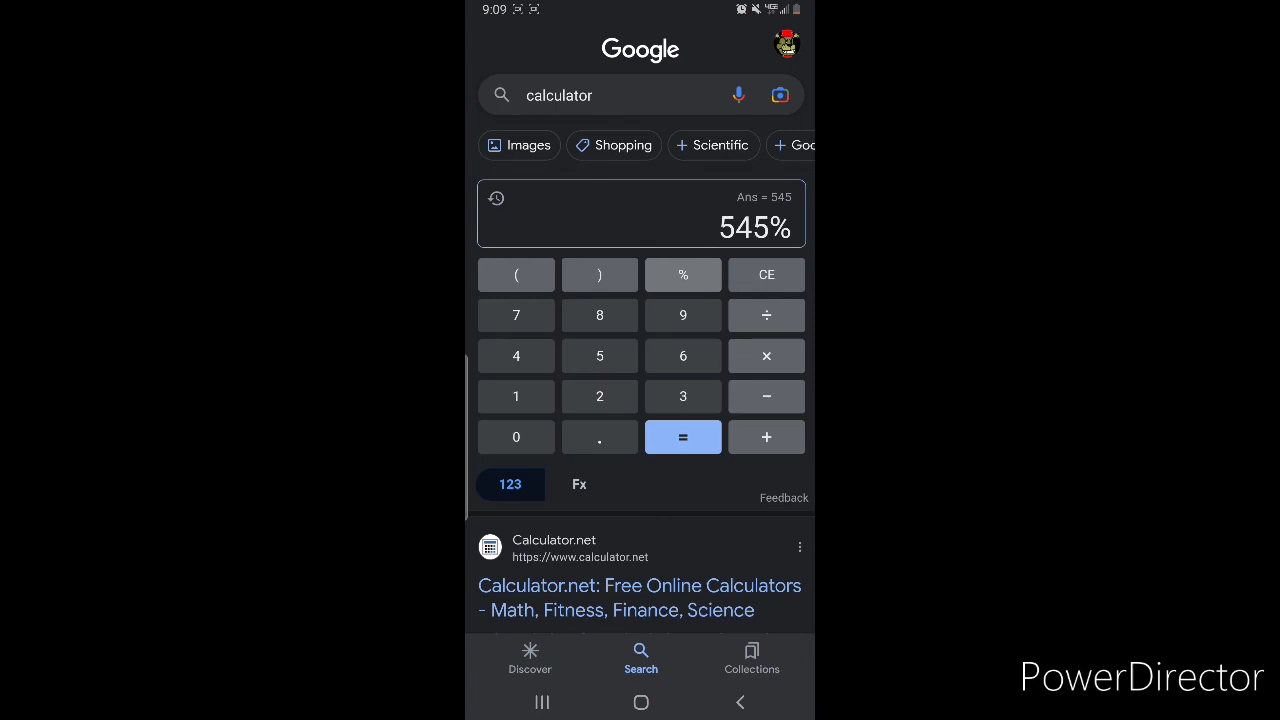 9:09
Google
calculator
Images Shopping + Scientific +
Ans = 545
545%
( ) % CE
7 8 9 ÷
4 5 6 ×
1 2 3 −
0 . = +
123 Fx
Feedback
Calculator.net
https://www.calculator.net
Calculator.net: Free Online Calculators
- Math, Fitness, Finance, Science
Discover Search Collections
PowerDirector